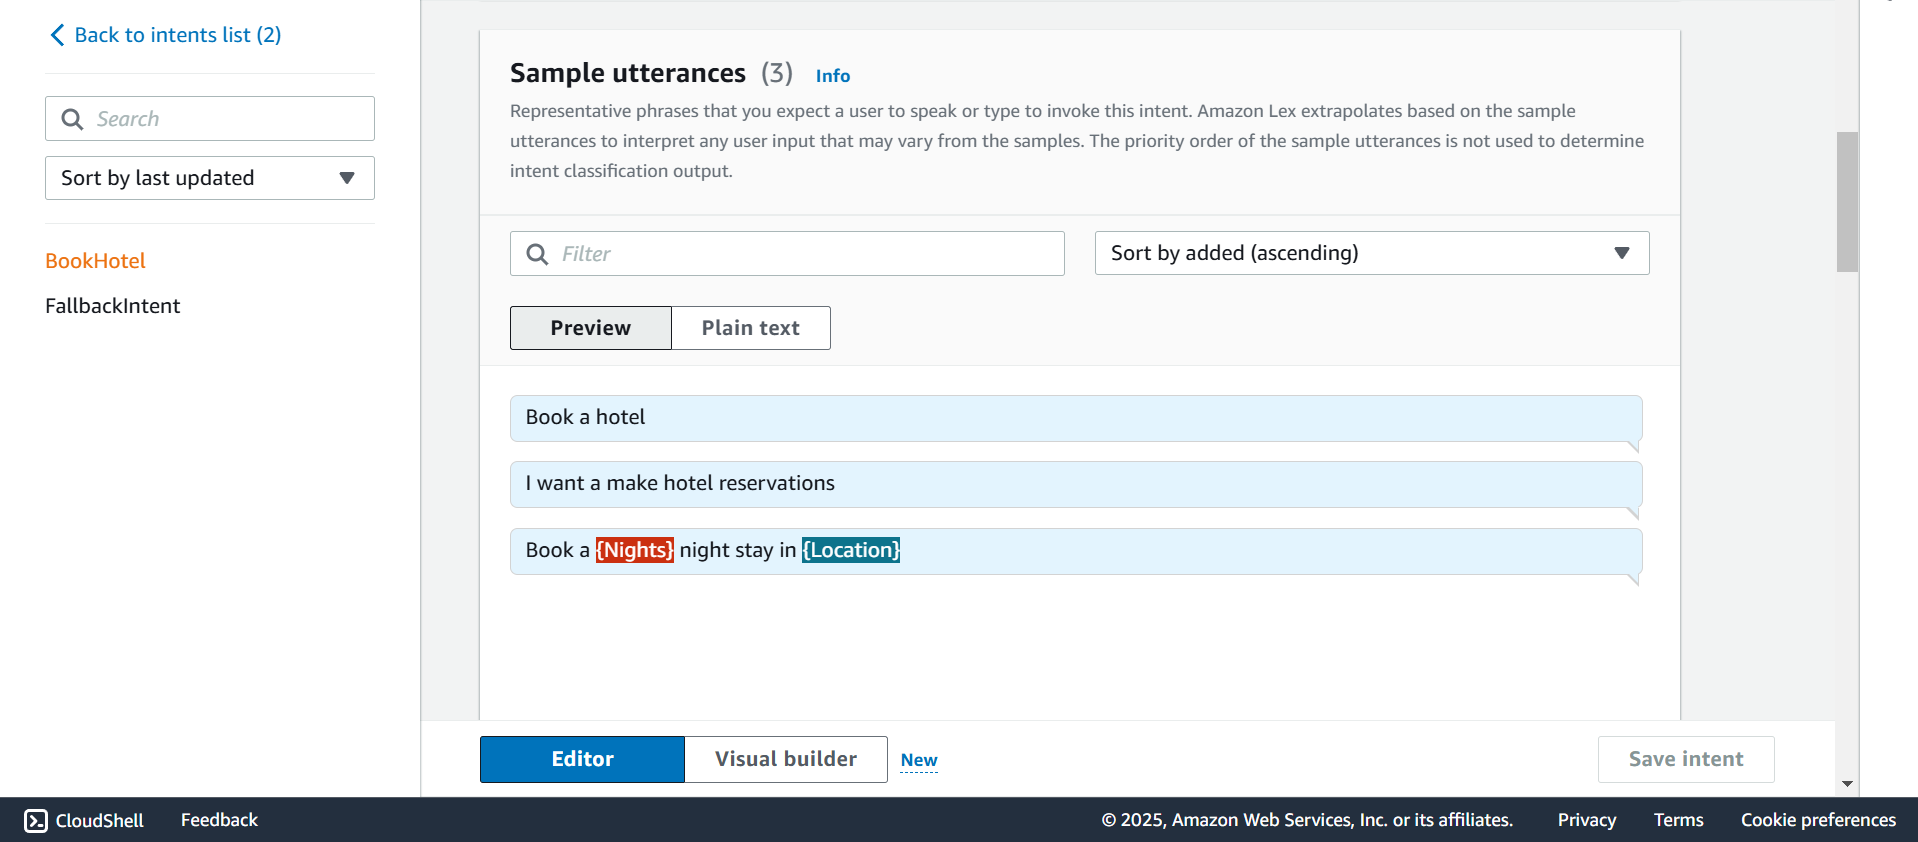 Back to intents list (2)
Search
Sort by last updated
BookHotel
FallbackIntent
Sample utterances (3) Info
Representative phrases that you expect a user to speak or type to invoke this intent. Amazon Lex extrapolates based on the sample
utterances to interpret any user input that may vary from the samples. The priority order of the sample utterances is not used to determine
intent classification output.
Filter
Sort by added (ascending)
Preview
Plain text
Book a hotel
I want a make hotel reservations
Book a {Nights} night stay in {Location}
Editor
Visual builder
New
Save intent
CloudShell
Feedback
© 2025, Amazon Web Services, Inc. or its affiliates.
Privacy
Terms
Cookie preferences